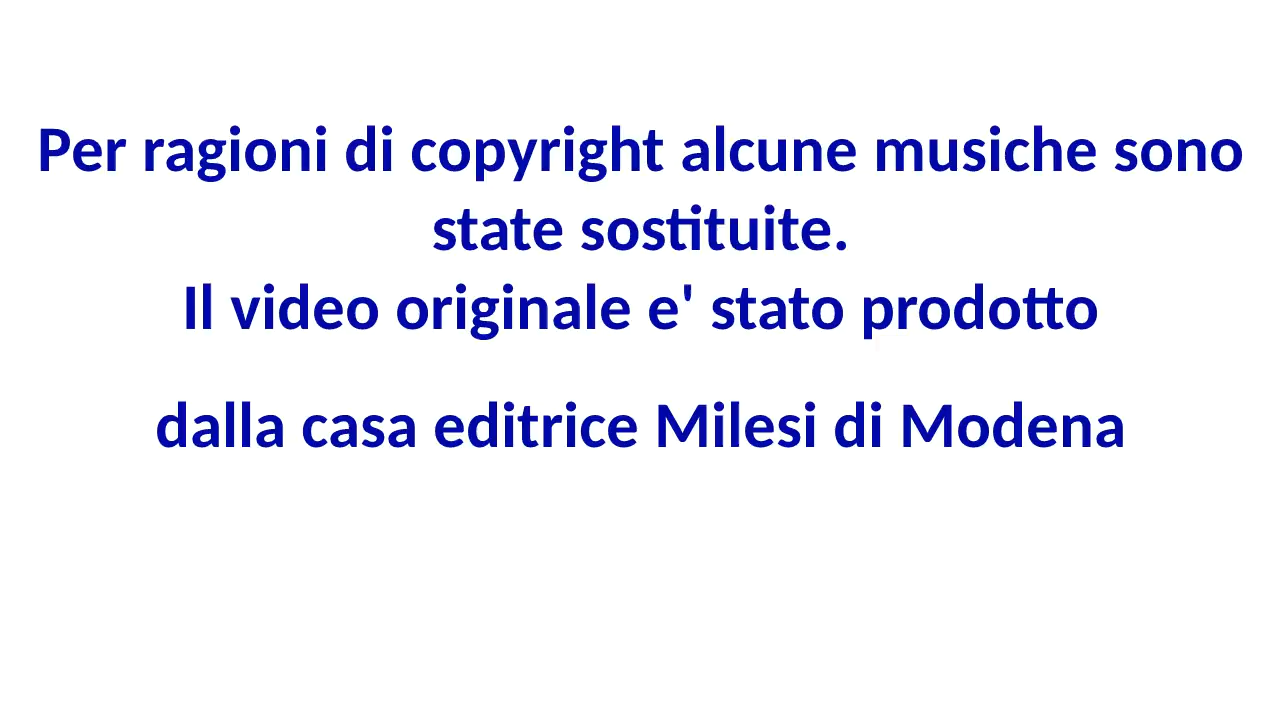 Per ragioni di copyright alcune musiche sono
state sostituite.
Il video originale e' stato prodotto
dalla casa editrice Milesi di Modena